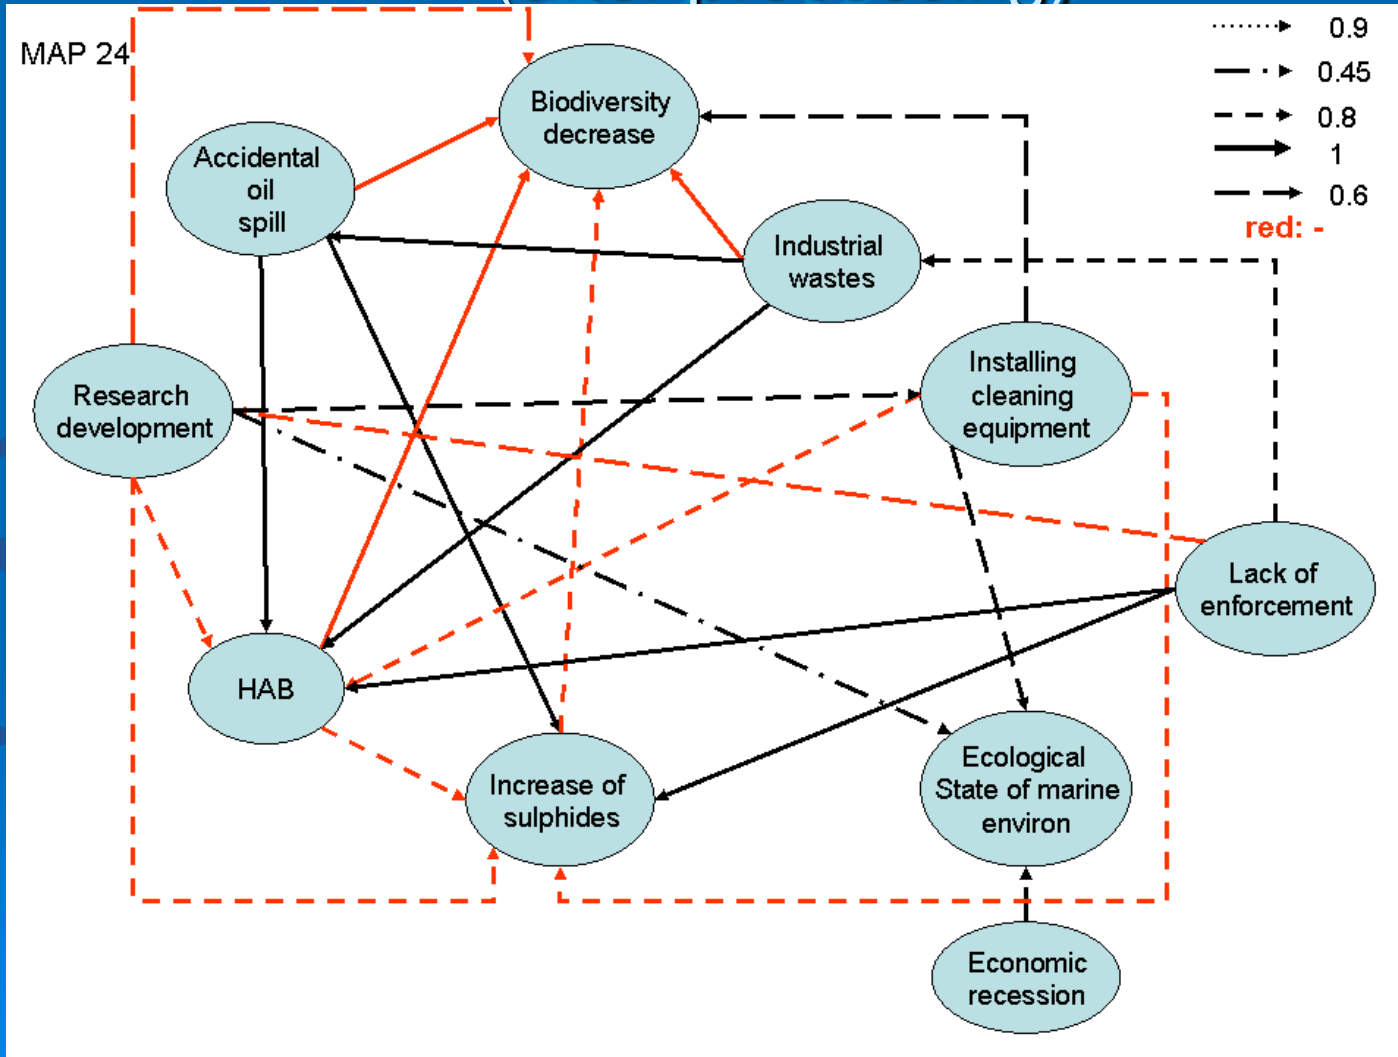 MAP 24
0.9
0.45
0.8
1
0.6
red: -
Biodiversity
decrease
Accidental
oil
spill
Industrial
wastes
Installing
cleaning
equipment
Research
development
Lack of
enforcement
HAB
Increase of
sulphides
Ecological
State of marine
environ
Economic
recession